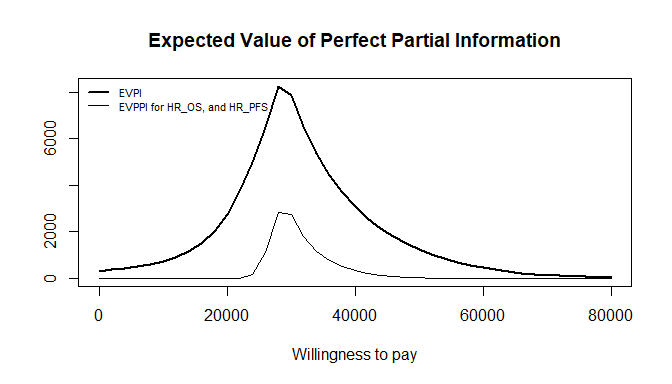 Expected Value of Perfect Partial Information
EVPI
EVPPI for HR_OS, and HR_PFS
6000
2000
0
0 20000 40000 60000 80000
Willingness to pay